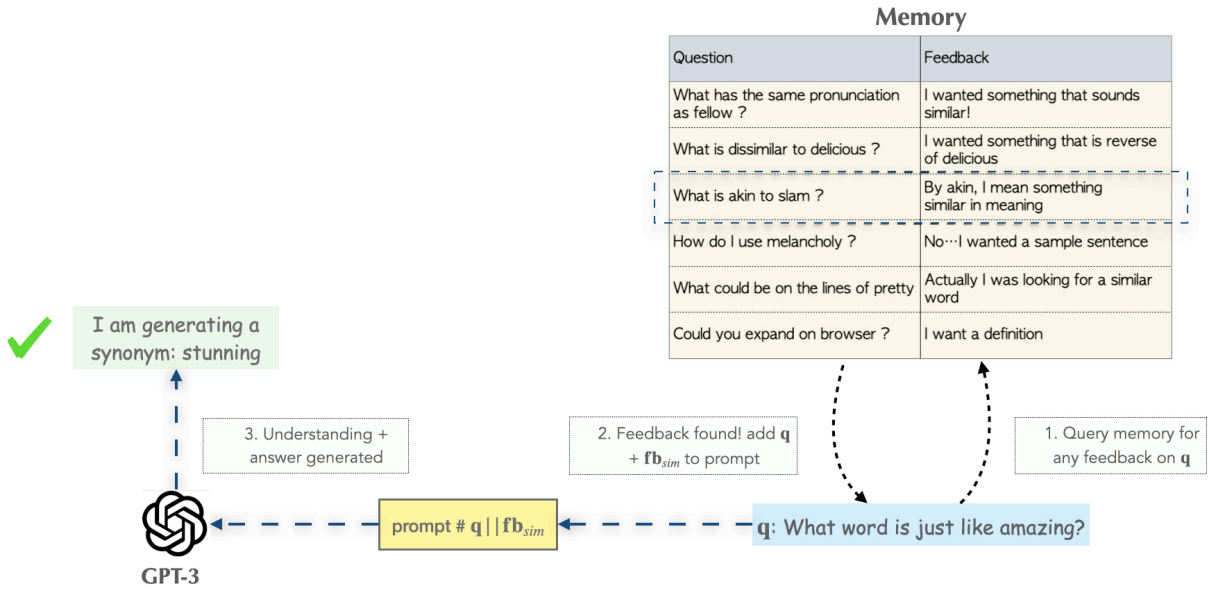 Memory
Question
Feedback
What has the same pronunciation
as fellow ?
I wanted something that sounds
similar!
What is dissimilar to delicious ?
I wanted something that is reverse
of delicious
What is akin to slam ?
By akin, I mean something
similar in meaning
How do I use melancholy ?
No⋯I wanted a sample sentence
What could be on the lines of pretty
Actually I was looking for a similar
word
Could you expand on browser ?
I want a definition
I am generating a
synonym: stunning
3. Understanding +
answer generated
2. Feedback found! add q
+ fb_sim to prompt
1. Query memory for
any feedback on q
prompt # q||fb_sim
q: What word is just like amazing?
GPT-3